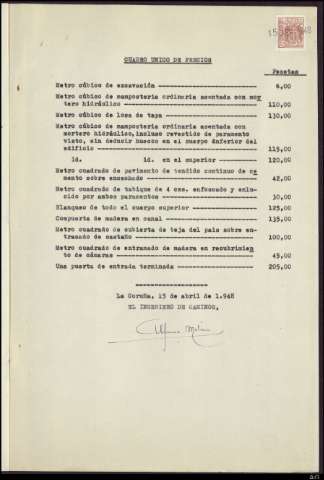 CUADRO UNICO DE PRECIOS
Pesetas
Metro cúbico de excavación ------------------------ 6,00
Metro cúbico de mampostería ordinaria acentada con mor
tero hidráulico ------------------------ 110,00
Metro cúbico de losa de tapa ------------------------ 130,00
Metro cúbico de mampostería ordinaria acentada con
mortero hidráulico, incluso revestido de paramento
visto, sin deducir huecos en el cuerpo inferior del
edificio ------------------------ 115,00
id. id. en el superior -------------- 120,00
Metro cuadrado de pavimento de tendido continuo de ce
mento sobre encachado ------------------------ 42,00
Metro cuadrado de tabique de 4 cms. enfoscado y enlu-
cido por ambos paramentos ------------------------ 30,00
Blanqueo de todo el cuerpo superior ---------------- 125,00
Compuerta de madera en canal ---------------- 135,00
Metro cuadrado de cubierta de teja del país sobre en-
tramado de castaño ------------------------ 100,00
Metro cuadrado de entramado de madera en recubrimien
to de cámaras ------------------------ 45,00
Una puerta de entrada terminada ---------------- 205,00
------------------
La Coruña, 15 de abril de 1.948
EL INGENIERO DE CAMINOS,